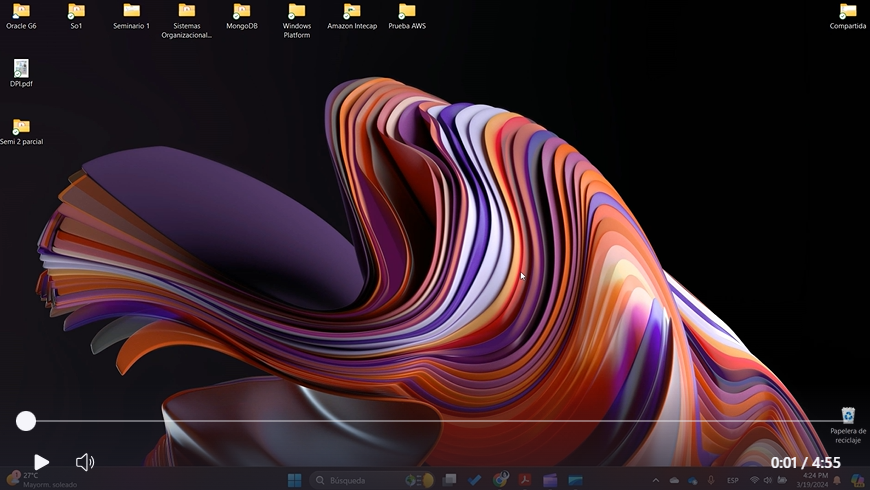 Oracle G6
So1
Seminario 1
Sistemas
Organizacional...
MongoDB
Windows
Platform
Amazon Intecap
Prueba AWS
Compartida
DPI.pdf
Semi 2 parcial
Papelera de
reciclaje
0:01 / 4:55
27°C
Mayorm. soleado
Búsqueda
ESP
4:24 PM
3/19/2024